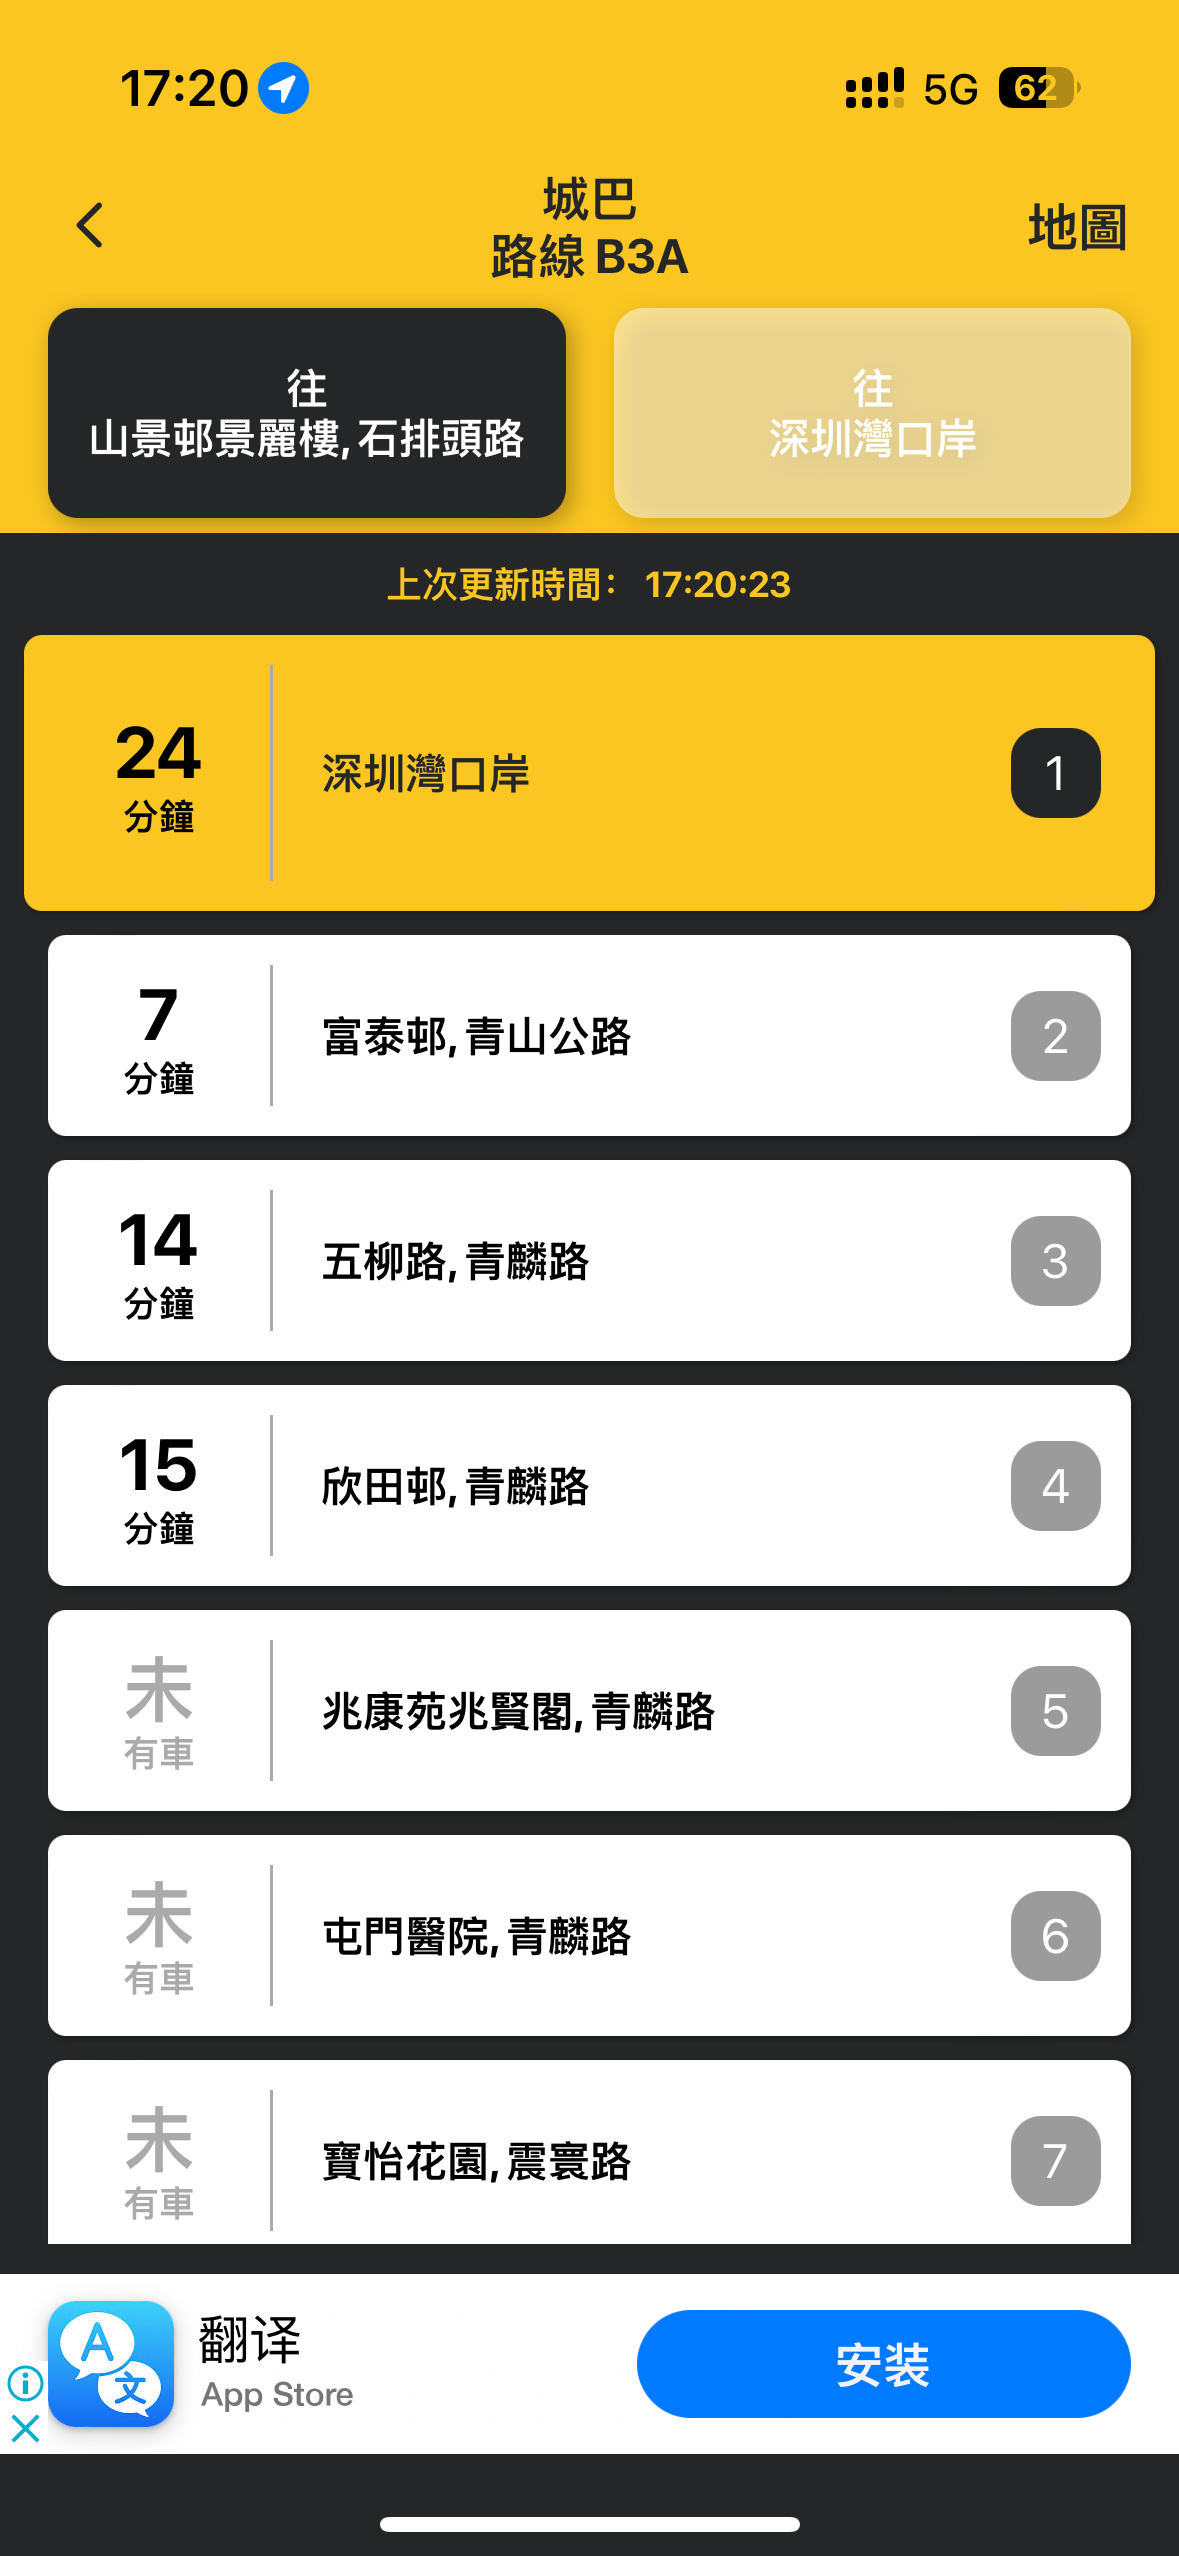 17:20
5G
62
城巴
路線 B3A
地圖
往
山景邨景麗樓, 石排頭路
往
深圳灣口岸
上次更新時間： 17:20:23
24
分鐘
深圳灣口岸
1
7
分鐘
富泰邨, 青山公路
2
14
分鐘
五柳路, 青麟路
3
15
分鐘
欣田邨, 青麟路
4
未
有車
兆康苑兆賢閣, 青麟路
5
未
有車
屯門醫院, 青麟路
6
未
有車
寶怡花園, 震寰路
7
A
文
翻译
App Store
安装